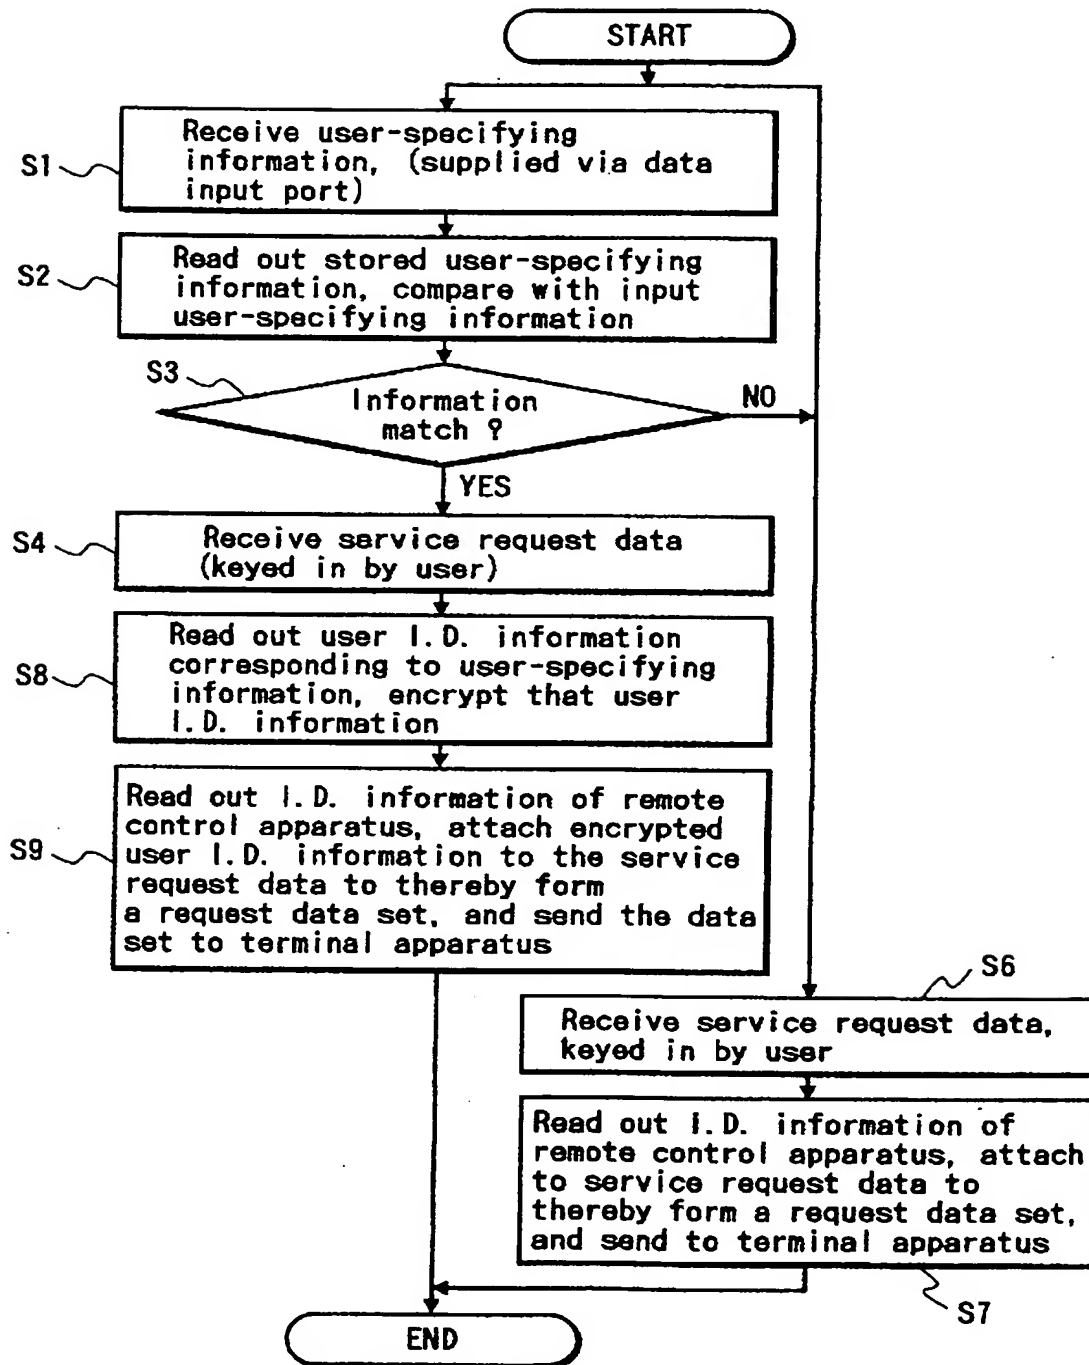 START
S1
Receive user-specifying
information, (supplied via data
input port)
S2
Read out stored user-specifying
information, compare with input
user-specifying information
S3
Information
match ?
NO
YES
S4
Receive service request data
(keyed in by user)
S8
Read out user I.D. information
corresponding to user-specifying
information, encrypt that user
I.D. information
S9
Read out I.D. information of remote
control apparatus, attach encrypted
user I.D. information to the service
request data to thereby form
a request data set, and send the data
set to terminal apparatus
S6
Receive service request data,
keyed in by user
Read out I.D. information of
remote control apparatus, attach
to service request data to
thereby form a request data set,
and send to terminal apparatus
S7
END